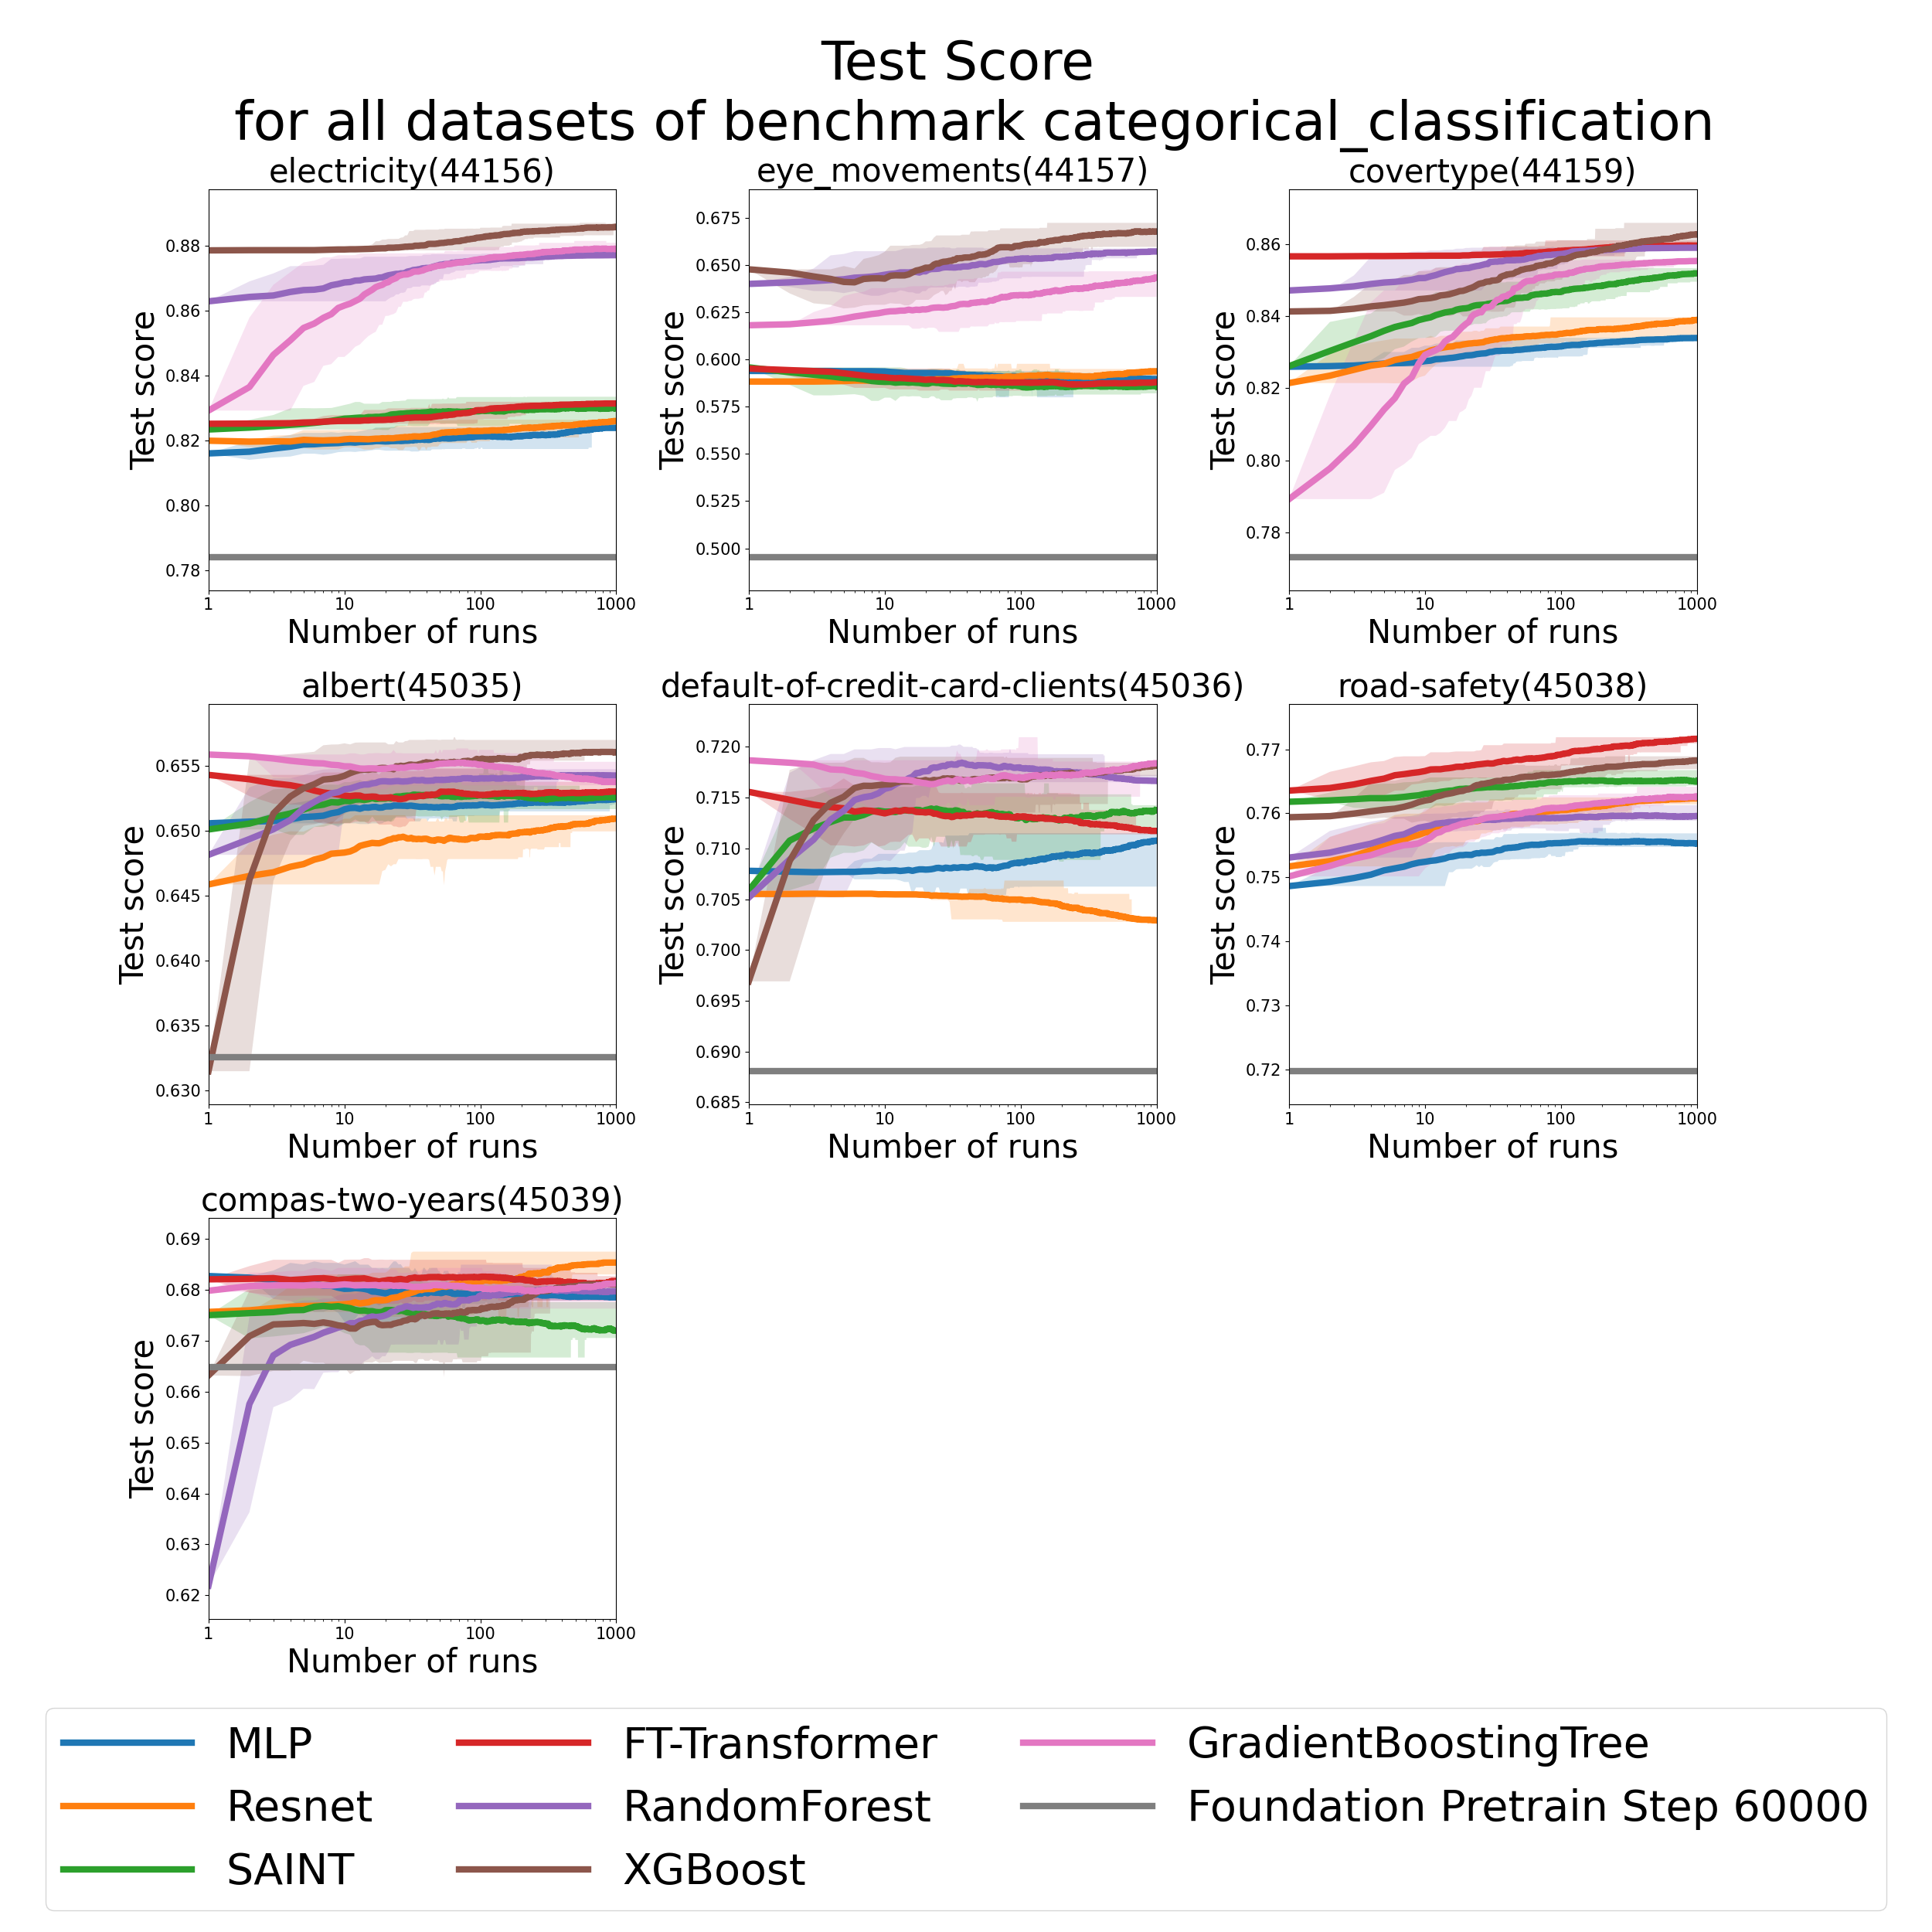 Test Score
for all datasets of benchmark categorical_classification
electricity(44156)
eye_movements(44157)
covertype(44159)
Test score
0.88
0.86
0.84
0.82
0.80
0.78
1 10 100 1000
Number of runs
Test score
0.675
0.650
0.625
0.600
0.575
0.550
0.525
0.500
1 10 100 1000
Number of runs
Test score
0.86
0.84
0.82
0.80
0.78
1 10 100 1000
Number of runs
albert(45035)
default-of-credit-card-clients(45036)
road-safety(45038)
Test score
0.655
0.650
0.645
0.640
0.635
0.630
1 10 100 1000
Number of runs
Test score
0.720
0.715
0.710
0.705
0.700
0.695
0.690
0.685
1 10 100 1000
Number of runs
Test score
0.77
0.76
0.75
0.74
0.73
0.72
1 10 100 1000
Number of runs
compas-two-years(45039)
Test score
0.69
0.68
0.67
0.66
0.65
0.64
0.63
0.62
1 10 100 1000
Number of runs
MLP
Resnet
SAINT
FT-Transformer
RandomForest
XGBoost
GradientBoostingTree
Foundation Pretrain Step 60000